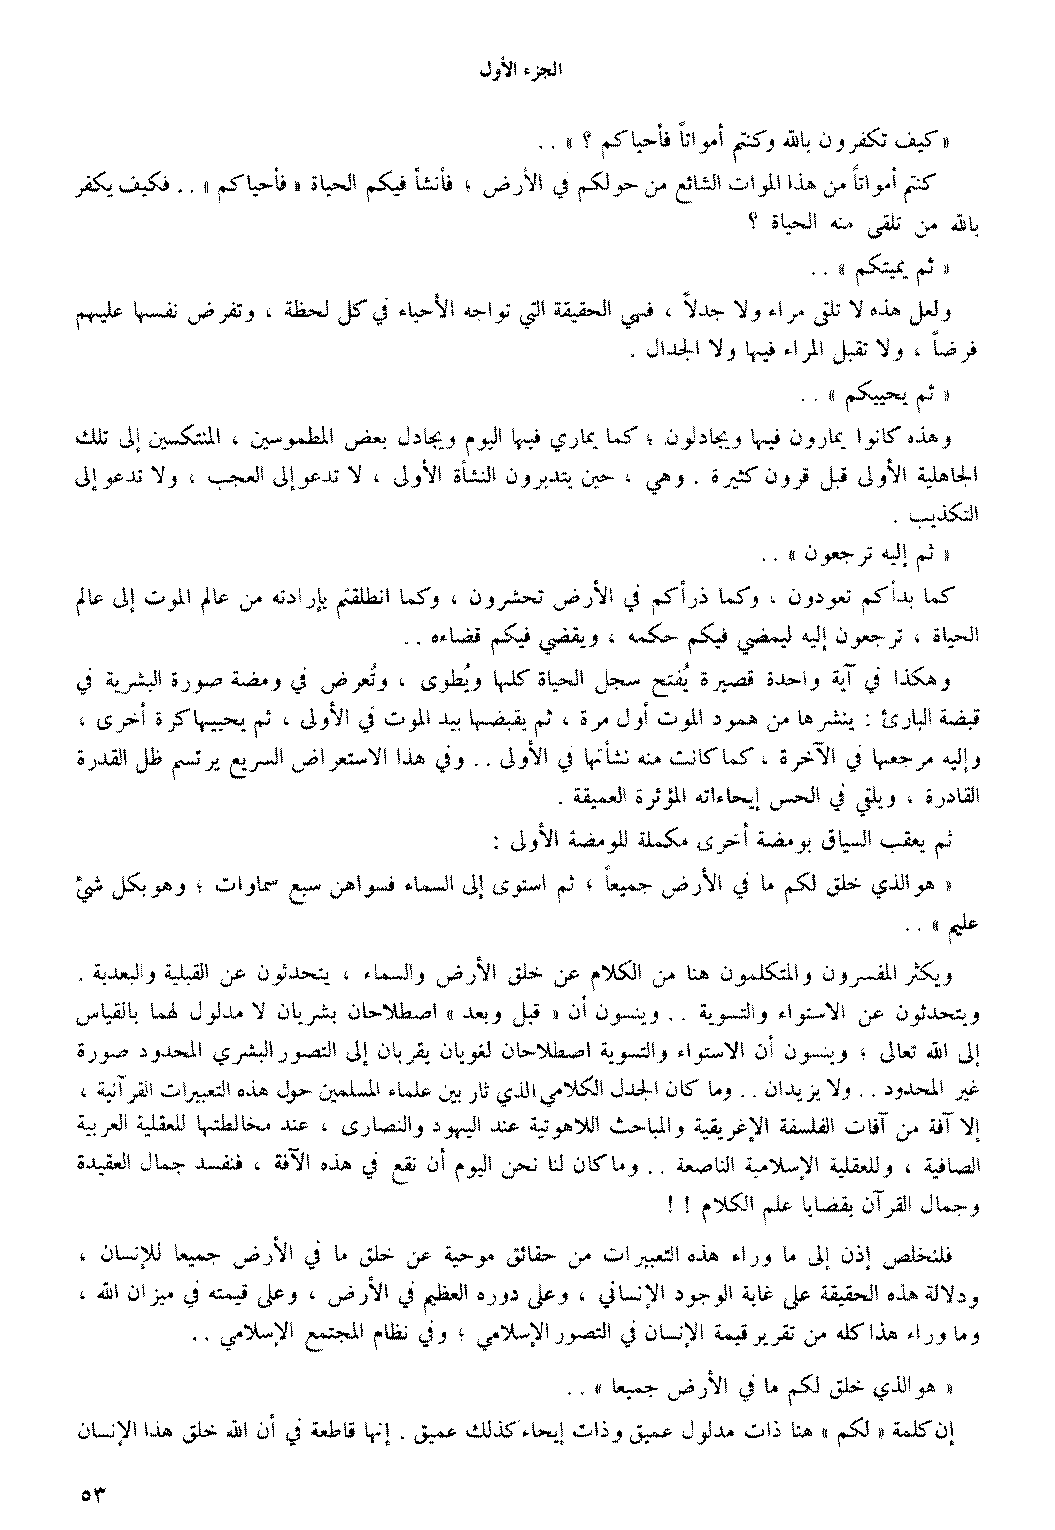 الجزء الأول
« كيف تكفرون بالله وكنتم أمواتاً فأحياكم ؟ » . .
كنتم أمواتاً من هذا الموات الشائع من حولكم في الأرض ؛ فأنشأ فيكم الحياة « فأحياكم » . . فكيف يكفر
بالله من تلقى منه الحياة ؟
« ثم يميتكم » . .
ولعل هذه لا تلقى مراء ولا جدلاً ، فهي الحقيقة التي تواجه الأحياء في كل لحظة ، وتفرض نفسها عليهم
فرضاً ، ولا تقبل المراء فيها ولا الجدال .
« ثم يحييكم » . .
وهذه كانوا يمارون فيها ويجادلون ؛ كما يماري فيها اليوم ويجادل بعض المطموسين ، المنتكسين إلى تلك
الجاهلية الأولى قبل قرون كثيرة . وهي ، حين يتدبرون النشأة الأولى ، لا تدعو إلى العجب ، ولا تدعو إلى
التكذيب .
« ثم إليه ترجعون » . .
كما بدأكم تعودون ، وكما ذرأكم في الأرض تحشرون ، وكما انطلقتم بإرادته من عالم الموت إلى عالم
الحياة ، ترجعون إليه ليمضي فيكم حكمه ، ويقضي فيكم قضاءه . .
وهكذا في آية واحدة قصيرة يُفتح سجل الحياة كلها ويُطوى ، وتُعرض في ومضة صورة البشرية في
قبضة البارئ : ينشرها من همود الموت أول مرة ، ثم يقبضها بيد الموت في الأولى ، ثم يحييها كرة أخرى ،
وإليه مرجعها في الآخرة ، كما كانت منه نشأتها في الأولى . . وفي هذا الاستعراض السريع يرتسم ظل القدرة
القادرة ، ويلقي في الحس إيحاءاته المؤثرة العميقة .
ثم يعقب السياق بومضة أخرى مكملة للومضة الأولى :
« هو الذي خلق لكم ما في الأرض جميعاً ؛ ثم استوى إلى السماء فسواهن سبع سماوات ؛ وهو بكل شيئ
عليم » . .
ويكثر المفسرون والمتكلمون هنا من الكلام عن خلق الأرض والسماء ، يتحدثون عن القبلية والبعدية .
ويتحدثون عن الاستواء والتسوية . . وينسون أن « قبل وبعد » اصطلاحان بشريان لا مدلول لهما بالقياس
إلى الله تعالى ؛ وينسون أن الاستواء والتسوية اصطلاحان لغويان يقربان إلى التصور البشري المحدود صورة
غير المحدود . . ولا يزيدان . . وما كان الجدل الكلامي الذي ثار بين علماء المسلمين حول هذه التعبيرات القرآنية ،
إلا آفة من آفات الفلسفة الإغريقية والمباحث اللاهوتية عند اليهود والنصارى ، عند مخالطتها للعقلية العربية
الصافية ، وللعقلية الإسلامية الناصعة . . وما كان لنا نحن اليوم أن نقع في هذه الآفة ، فنفسد جمال العقيدة
وجمال القرآن بقضايا علم الكلام ! !
فلنخلص إذن إلى ما وراء هذه التعبيرات من حقائق موحية عن خلق ما في الأرض جميعا للإنسان ،
ودلالة هذه الحقيقة على غاية الوجود الإنساني ، وعلى دوره العظيم في الأرض ، وعلى قيمته في ميزان الله ،
وما وراء هذا كله من تقرير قيمة الإنسان في التصور الإسلامي ؛ وفي نظام المجتمع الإسلامي . .
« هو الذي خلق لكم ما في الأرض جميعا » . .
إن كلمة « لكم » هنا ذات مدلول عميق وذات إيحاء كذلك عميق . إنها قاطعة في أن الله خلق هذا الإنسان
٥٣